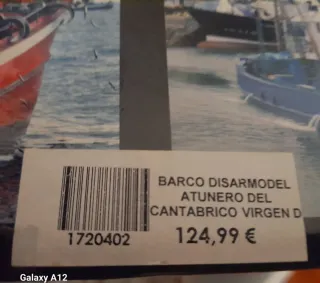 BARCO DISARMODEL
ATUNERO DEL
CANTABRICO VIRGEN D
1720402
124,99 €
Galaxy A12